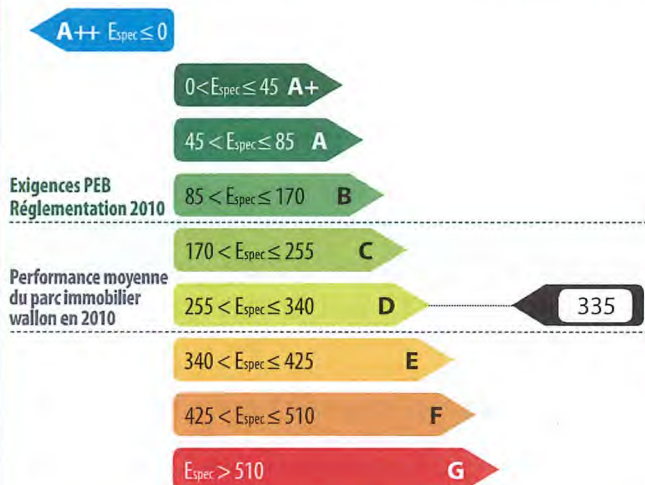 A++ Espec ≤ 0
0 < Espec ≤ 45 A+
45 < Espec ≤ 85 A
Exigences PEB
Réglementation 2010
85 < Espec ≤ 170 B
170 < Espec ≤ 255 C
Performance moyenne
du parc immobilier
wallon en 2010
255 < Espec ≤ 340 D
335
340 < Espec ≤ 425 E
425 < Espec ≤ 510 F
Espec > 510 G